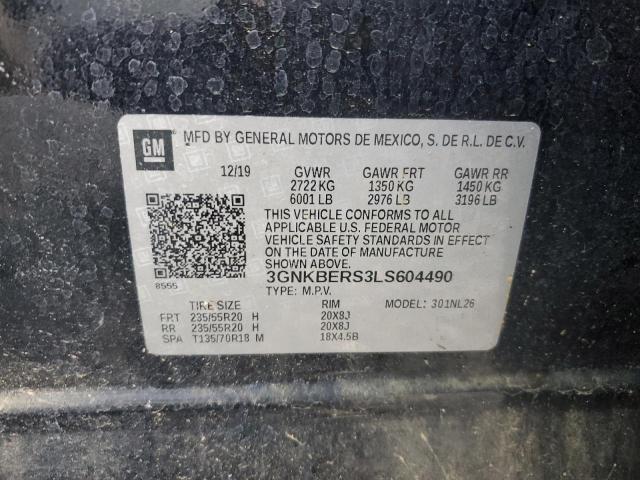 GM
MFD BY GENERAL MOTORS DE MEXICO, S. DE R.L. DE C.V.
12/19 GVWR GAWR FRT GAWR RR
2722 KG 1350 KG 1450 KG
6001 LB 2976 LB 3196 LB
THIS VEHICLE CONFORMS TO ALL
APPLICABLE U.S. FEDERAL MOTOR
VEHICLE SAFETY STANDARDS IN EFFECT
ON THE DATE OF MANUFACTURE
SHOWN ABOVE.
3GNKBERS3LS604490
8555 TYPE: M.P.V.
TIRE SIZE RIM MODEL: 301NL26
FRT 235/55R20 H 20X8J
RR 235/55R20 H 20X8J
SPA T135/70R18 M 18X4.5B